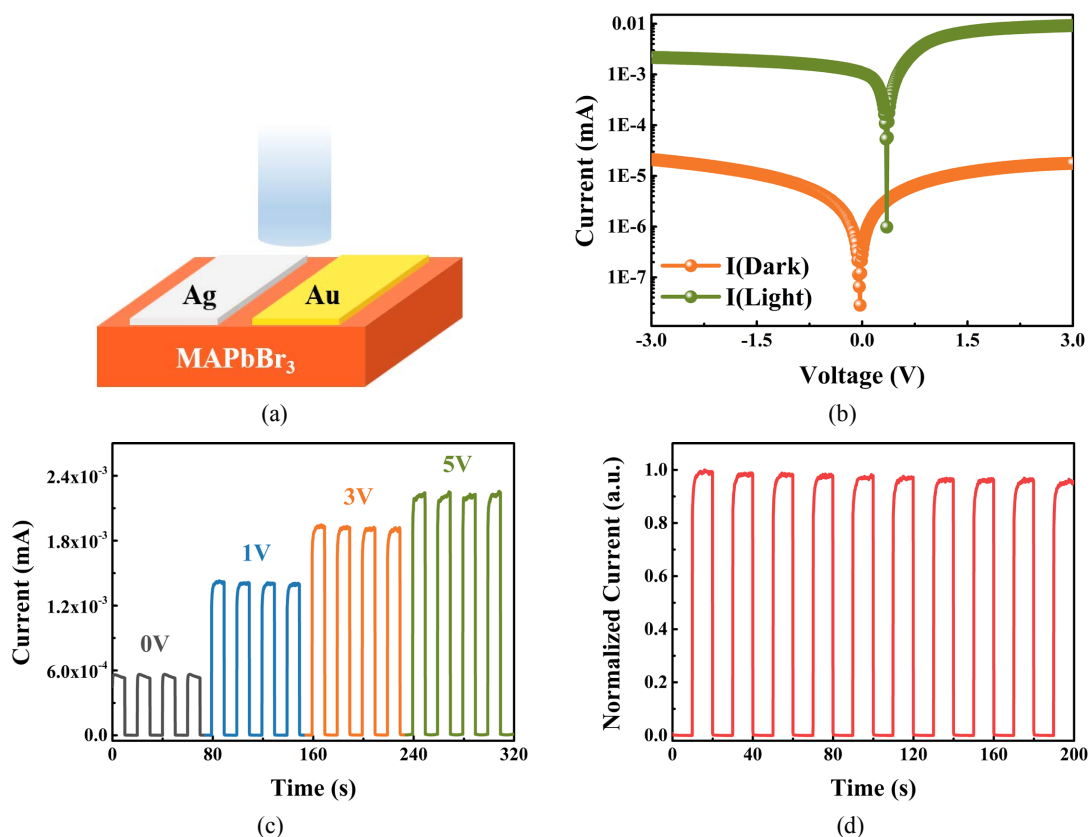 Ag
Au
MAPbBr₃
(a)
0.01
1E-3
1E-4
1E-5
1E-6
1E-7
Current (mA)
I(Dark)
I(Light)
-3.0 -1.5 0.0 1.5 3.0
Voltage (V)
(b)
2.4x10⁻³
1.8x10⁻³
1.2x10⁻³
6.0x10⁻⁴
0.0
Current (mA)
0V
1V
3V
5V
0 80 160 240 320
Time (s)
(c)
1.0
0.8
0.6
0.4
0.2
0.0
Normalized Current (a.u.)
0 40 80 120 160 200
Time (s)
(d)